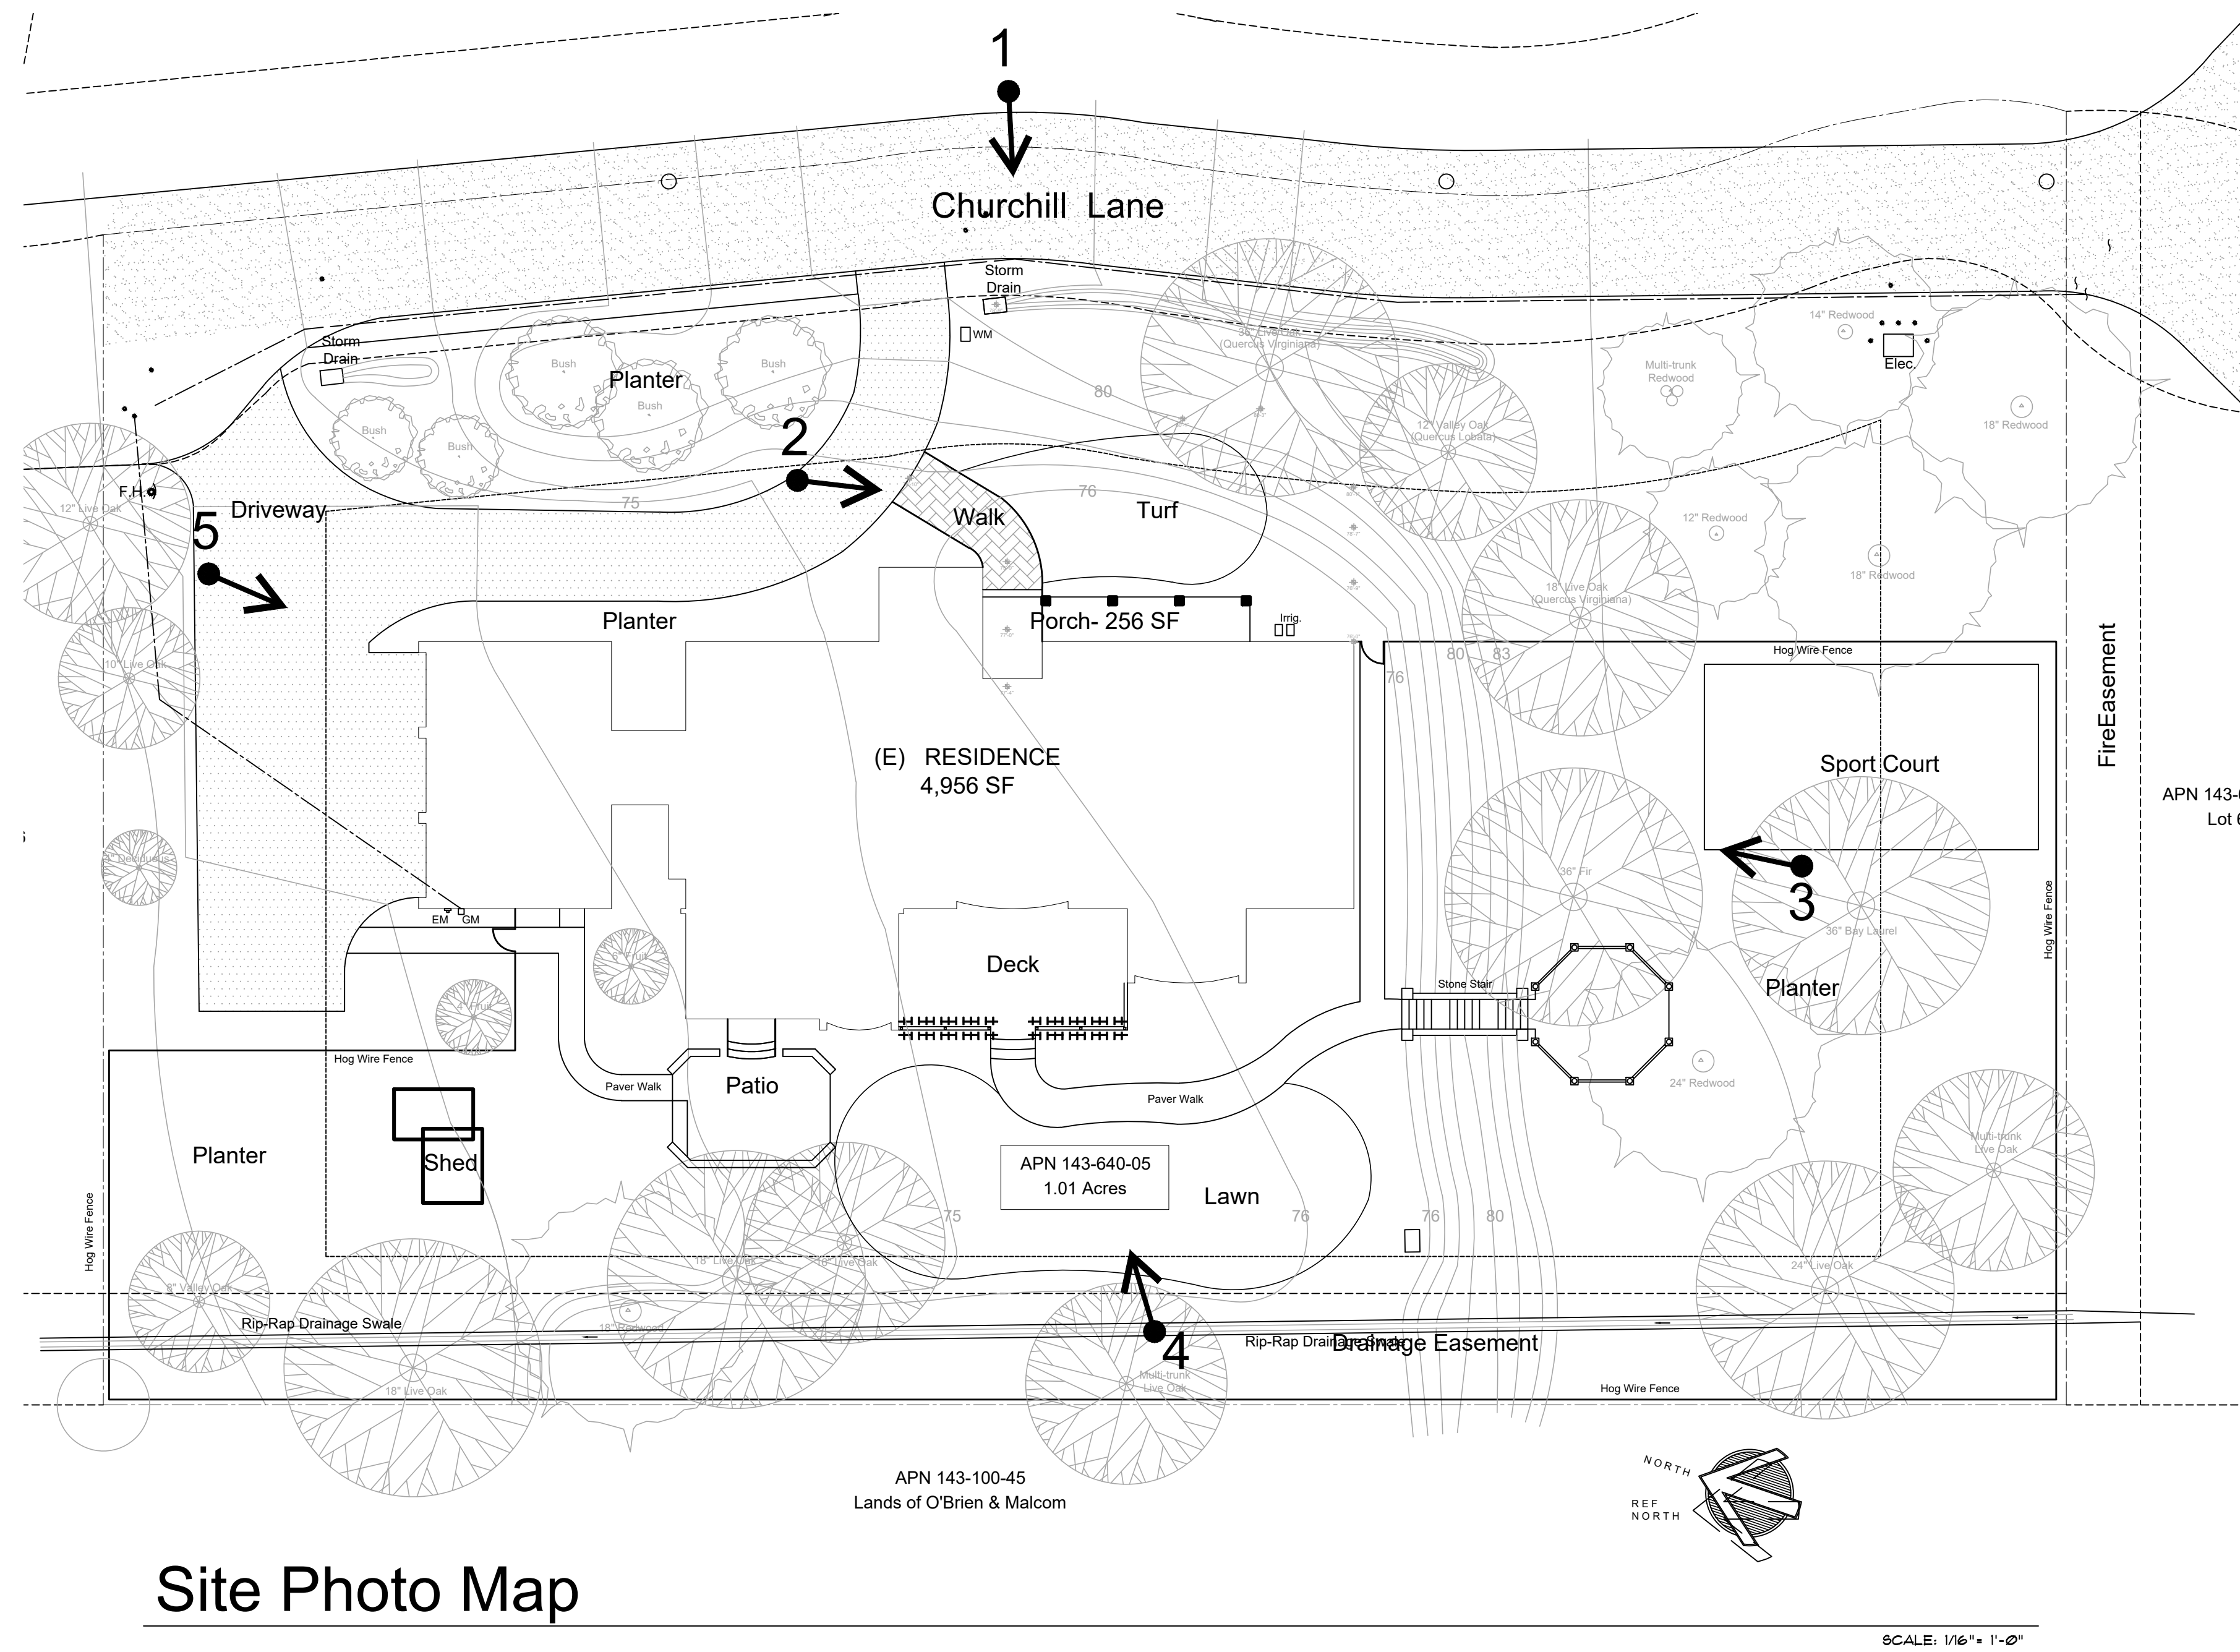 1
Churchill Lane
Storm
Drain
WM
Storm
Drain
36" Live Oak
(Quercus Virginiana)
14" Redwood
Elec.
Multi-trunk
Redwood
18" Redwood
Bush
Planter
Bush
Bush
Bush
Bush
80
12" Valley Oak
(Quercus Lobata)
2
F.H.
12" Live Oak
Driveway
5
75
76
Walk
Turf
12" Redwood
18" Redwood
18" Live Oak
(Quercus Virginiana)
Planter
Porch- 256 SF
Irrig.
10" Live Oak
80
83
76
Hog Wire Fence
FireEasement
(E) RESIDENCE
4,956 SF
Sport Court
APN 143-
Lot
Deciduous
36" Fir
3
36" Bay Laurel
Hog Wire Fence
EM
GM
6" Fruit
4" Fruit
Deck
Stone Stair
Planter
Hog Wire Fence
Paver Walk
Patio
Paver Walk
24" Redwood
Planter
Shed
APN 143-640-05
1.01 Acres
Lawn
Multi-trunk
Live Oak
Hog Wire Fence
75
76
76
80
8" Valley Oak
18" Live Oak
Live Oak
24" Live Oak
Rip-Rap Drainage Swale
18" Redwood
4
Rip-Rap Drainage Swale
Drainage Easement
18" Live Oak
Multi-trunk
Live Oak
Hog Wire Fence
APN 143-100-45
Lands of O'Brien & Malcom
NORTH
REF
NORTH
Site Photo Map
SCALE: 1/16"= 1'-0"